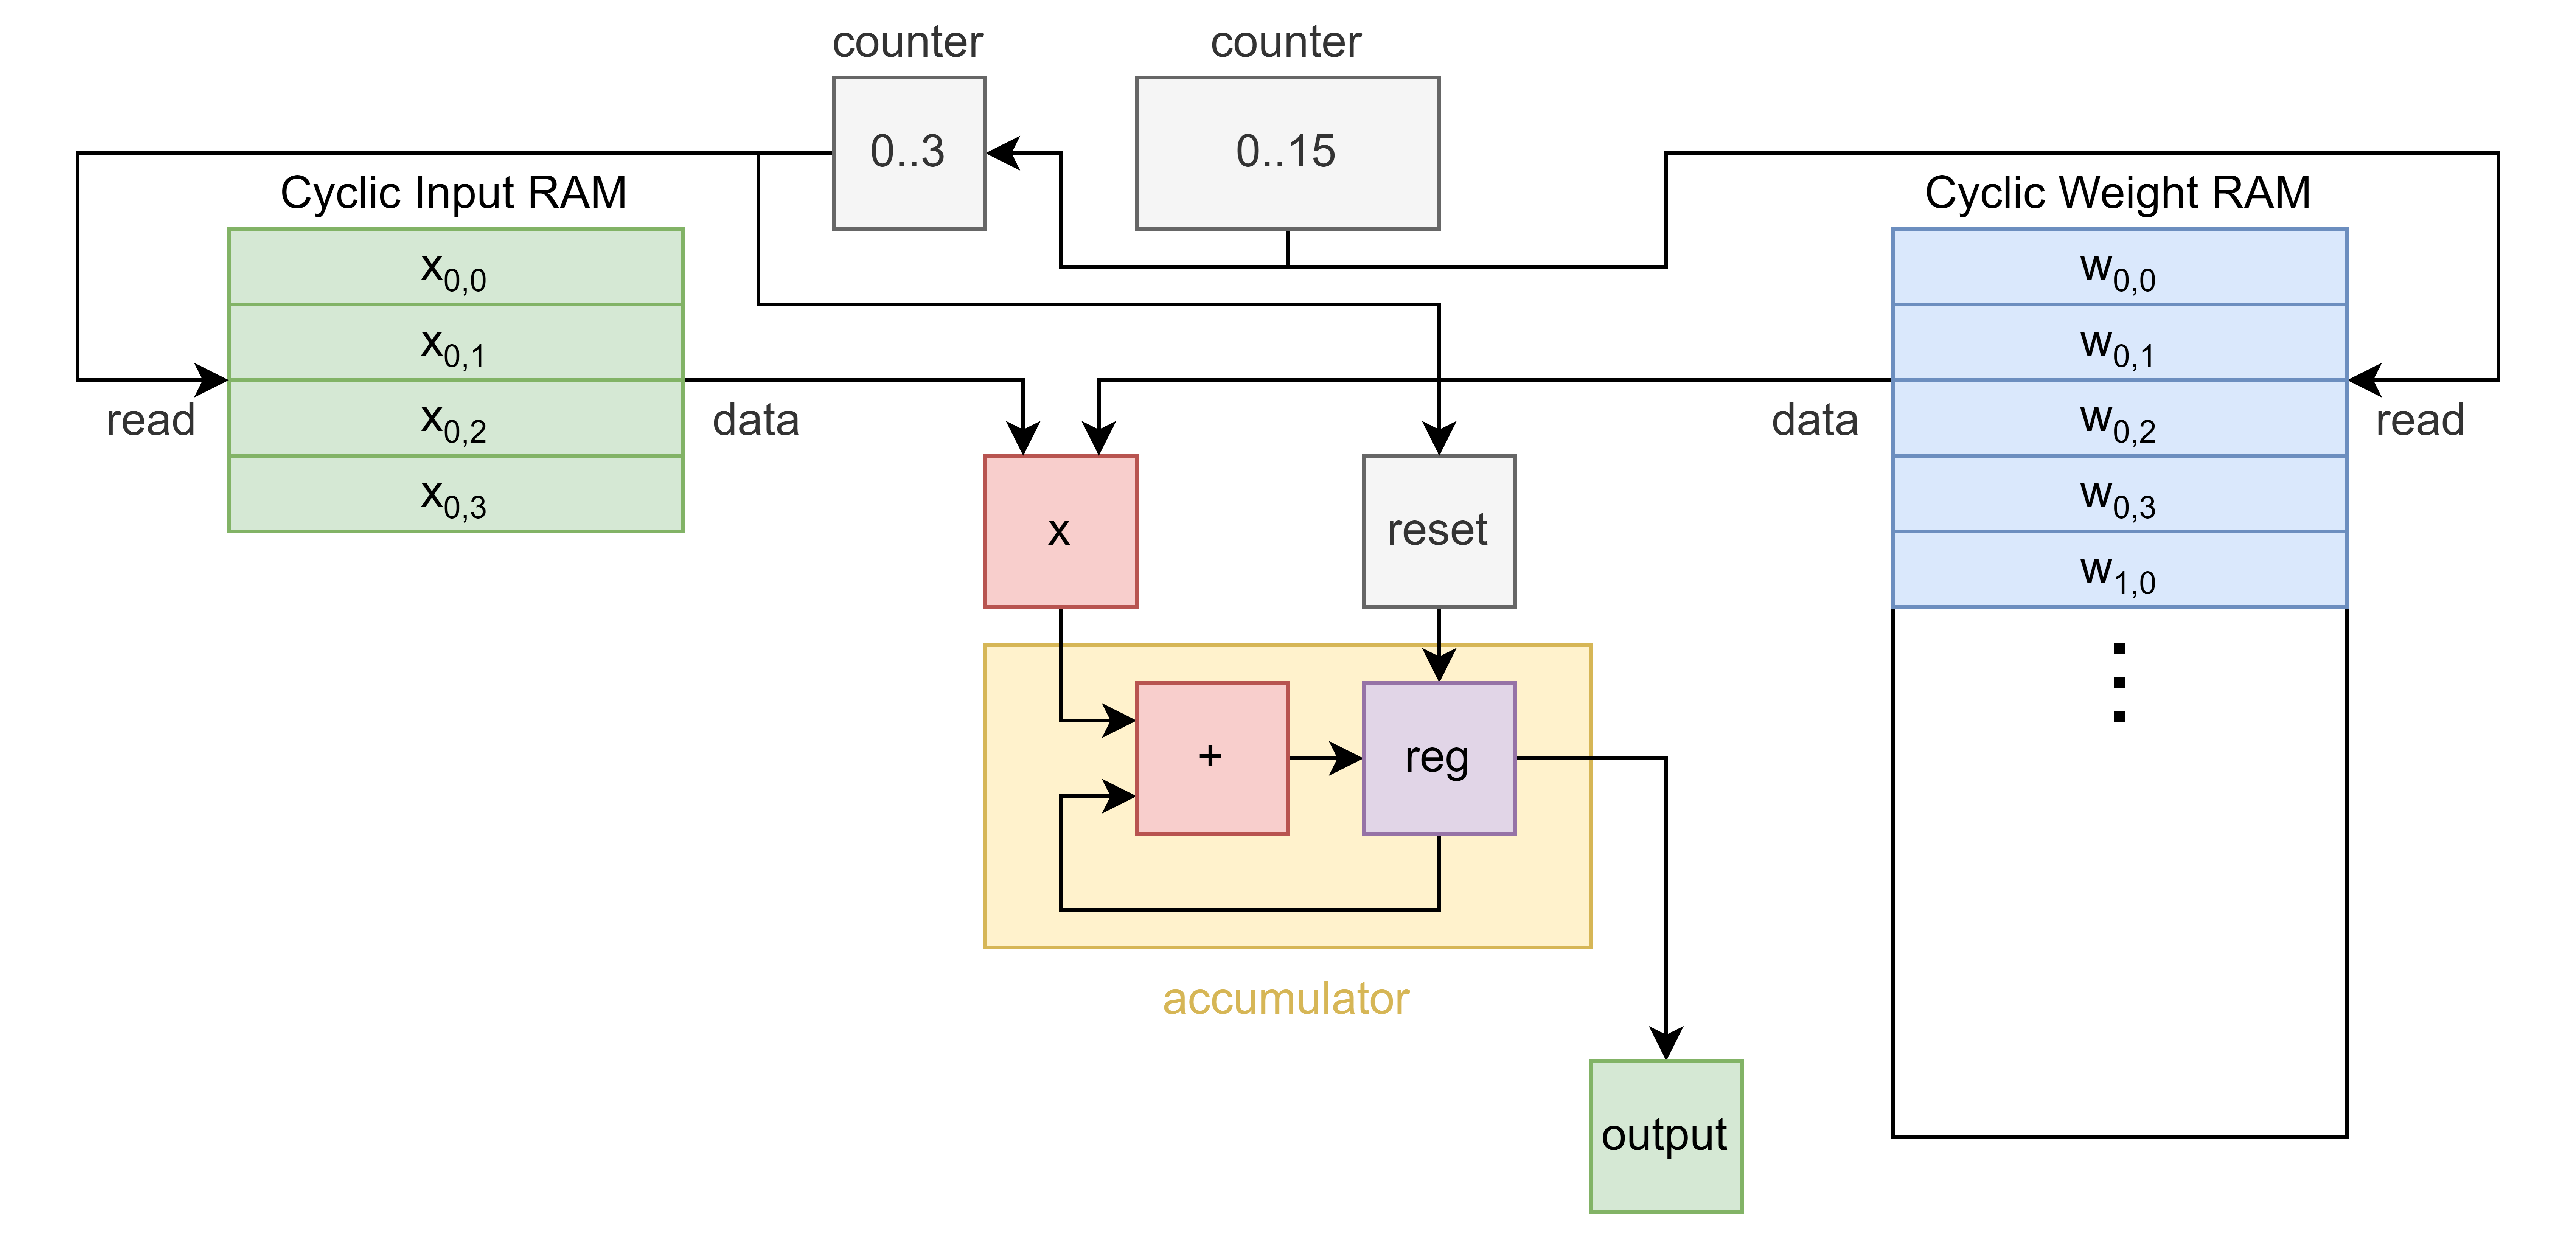 counter
counter
0..3
0..15
Cyclic Input RAM
Cyclic Weight RAM
x0,0
w0,0
x0,1
w0,1
read
x0,2
data
data
w0,2
read
x0,3
w0,3
x
reset
w1,0
+
reg
accumulator
output